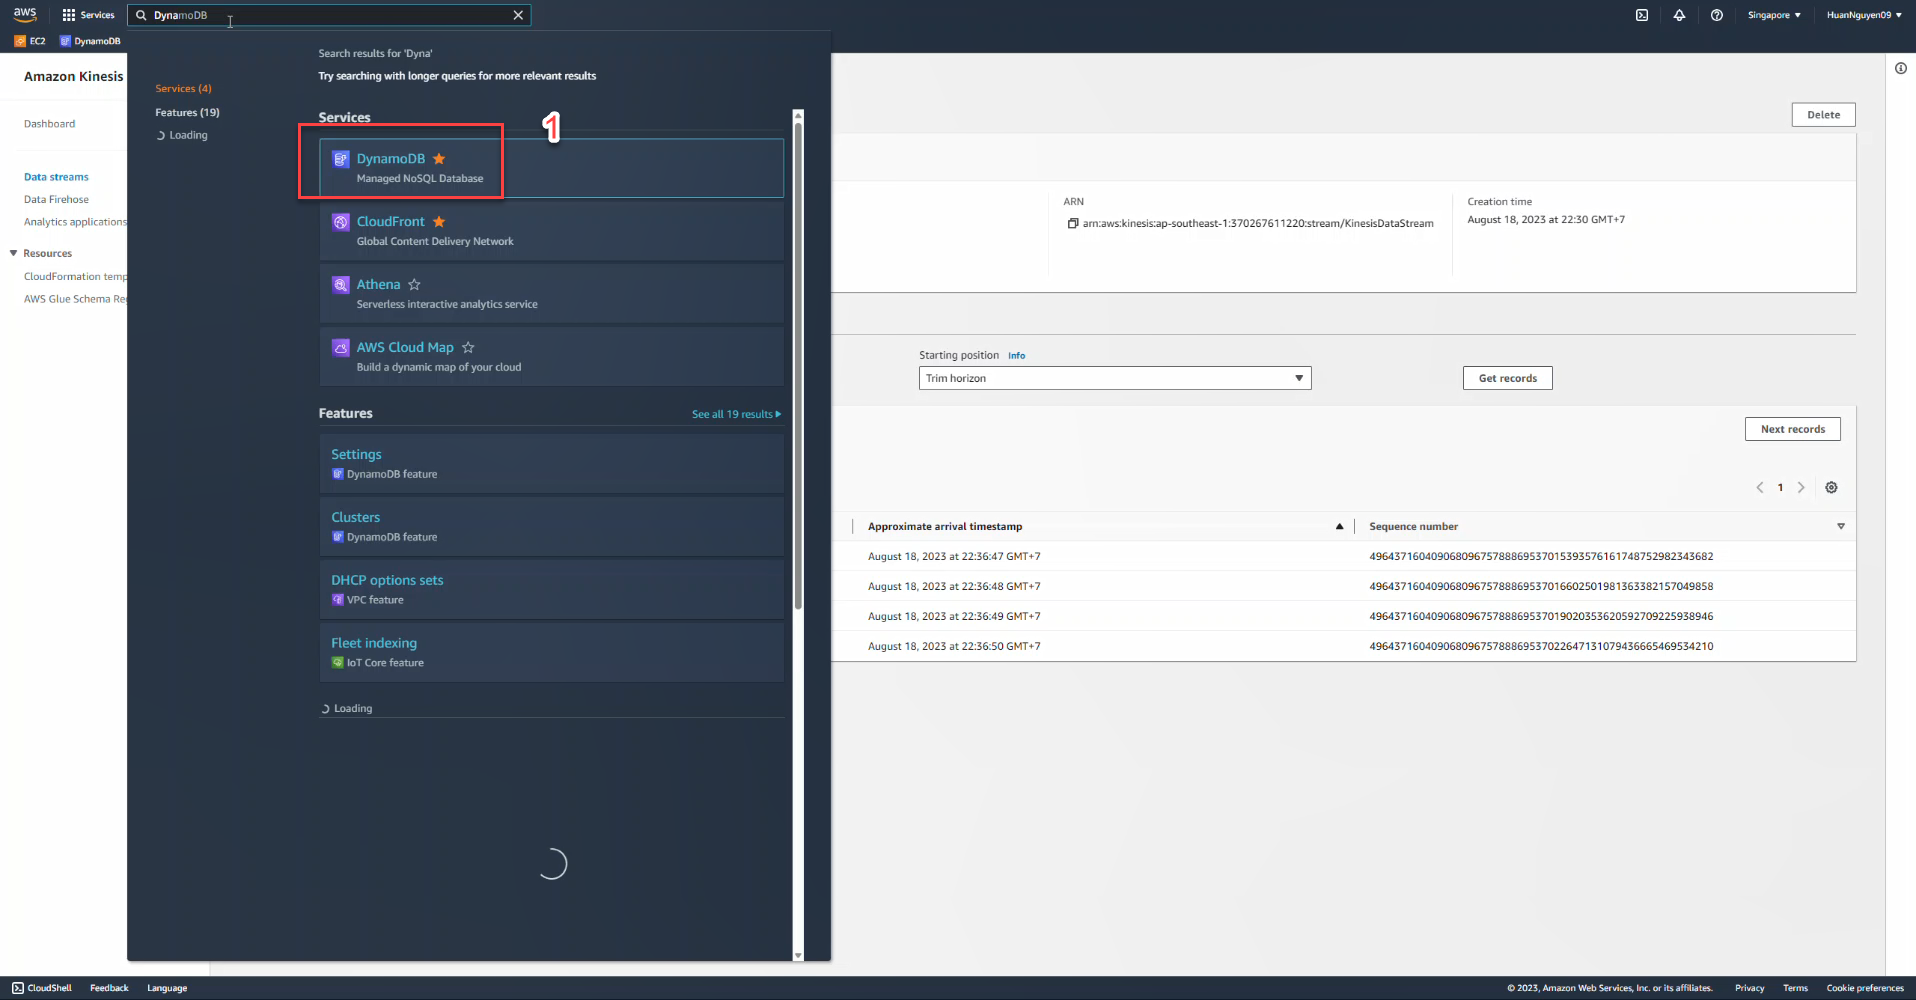 aws
Services
DynamoDB
Singapore
HuanNguyen09
EC2
DynamoDB
Amazon Kinesis
Dashboard
Data streams
Data Firehose
Analytics applications
Resources
CloudFormation temp
AWS Glue Schema Reg
Services (4)
Features (19)
Loading
Search results for 'Dyna'
Try searching with longer queries for more relevant results
Services
1
DynamoDB
Managed NoSQL Database
CloudFront
Global Content Delivery Network
Athena
Serverless interactive analytics service
AWS Cloud Map
Build a dynamic map of your cloud
Features
See all 19 results
Settings
DynamoDB feature
Clusters
DynamoDB feature
DHCP options sets
VPC feature
Fleet indexing
IoT Core feature
Loading
Delete
ARN
arn:aws:kinesis:ap-southeast-1:370267611220:stream/KinesisDataStream
Creation time
August 18, 2023 at 22:30 GMT+7
Starting position Info
Trim horizon
Get records
Next records
1
Approximate arrival timestamp Sequence number
August 18, 2023 at 22:36:47 GMT+7 49643716040906809675788869537015393576161748752982343682
August 18, 2023 at 22:36:48 GMT+7 49643716040906809675788869537016602501981363382157049858
August 18, 2023 at 22:36:49 GMT+7 49643716040906809675788869537019020353620592709225938946
August 18, 2023 at 22:36:50 GMT+7 49643716040906809675788869537022647131079436665469534210
CloudShell Feedback Language
© 2023, Amazon Web Services, Inc. or its affiliates. Privacy Terms Cookie preferences